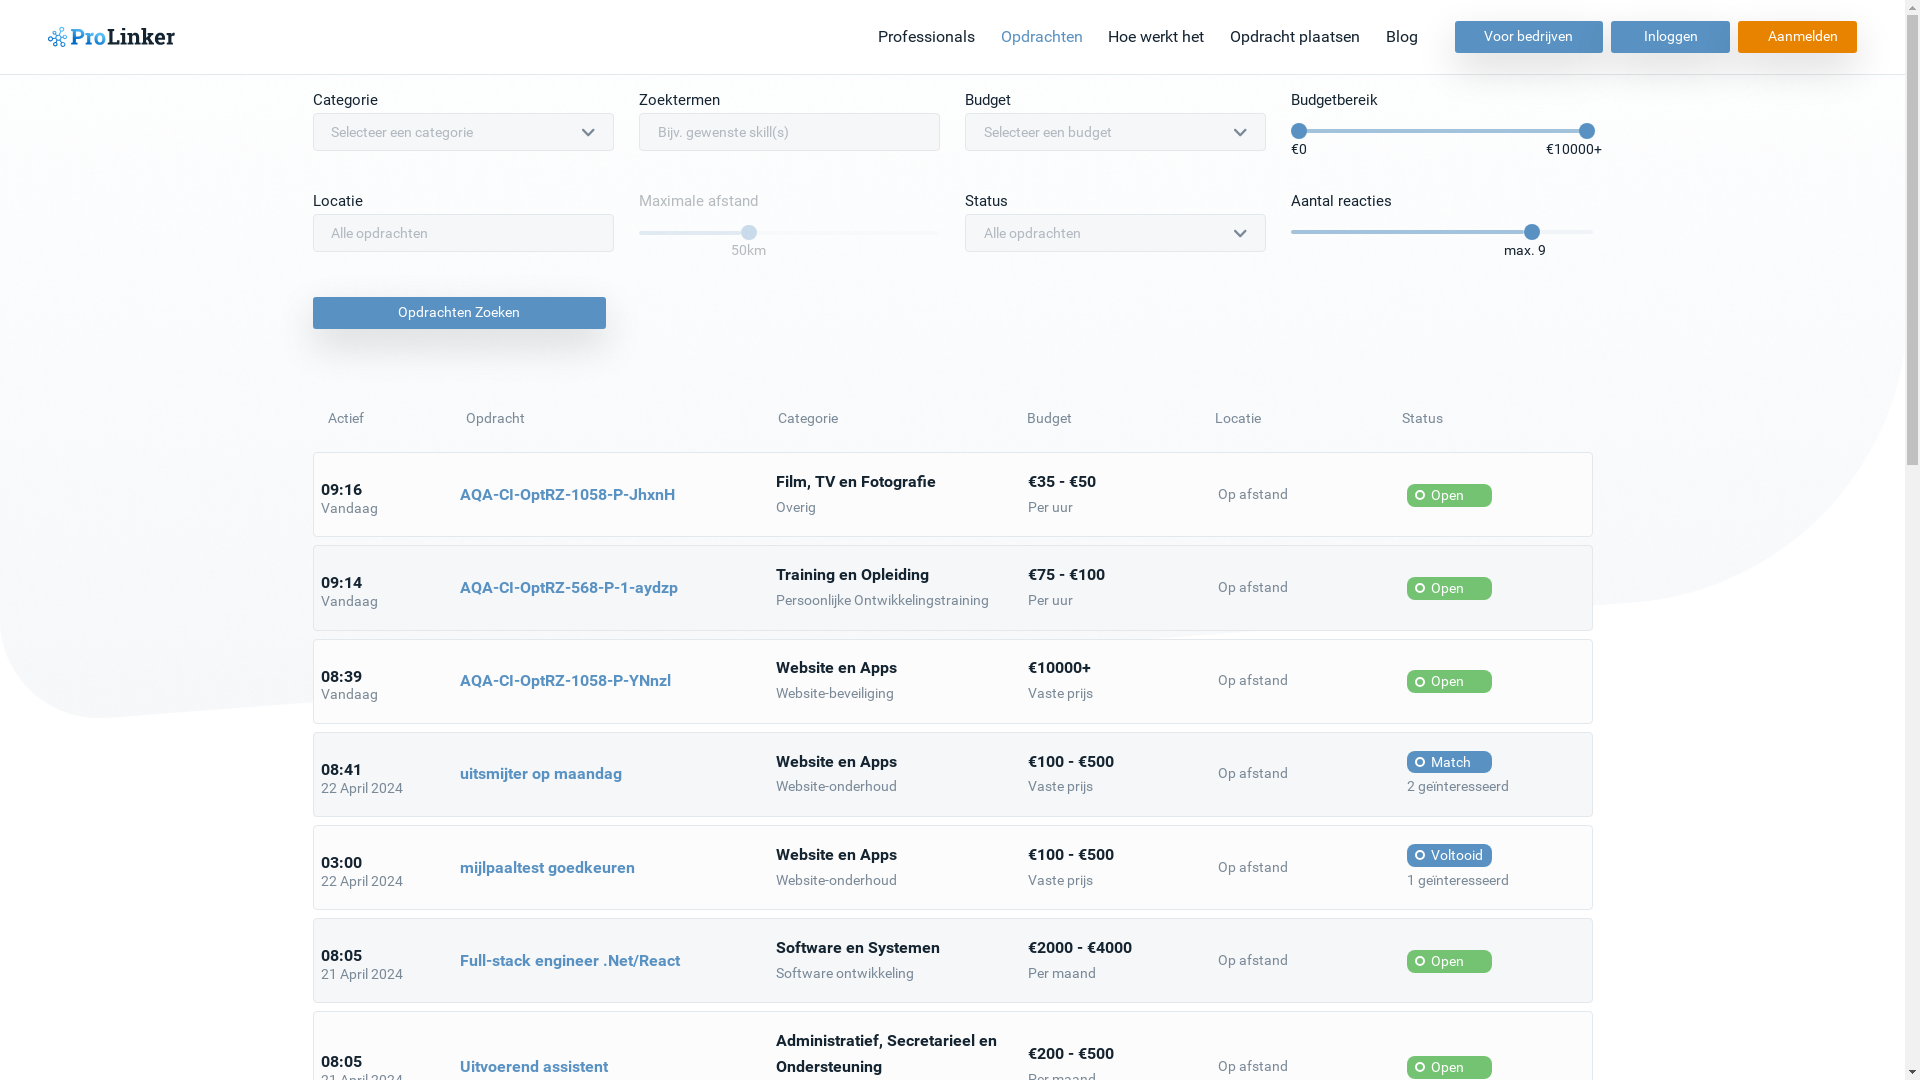 ProLinker
Professionals
Opdrachten
Hoe werkt het
Opdracht plaatsen
Blog
Voor bedrijven
Inloggen
Aanmelden
Categorie
Zoektermen
Budget
Budgetbereik
Selecteer een categorie
Bijv. gewenste skill(s)
Selecteer een budget
€0
€10000+
Locatie
Maximale afstand
Status
Aantal reacties
Alle opdrachten
50km
Alle opdrachten
max. 9
Opdrachten Zoeken
Actief
Opdracht
Categorie
Budget
Locatie
Status
09:16
Vandaag
AQA-CI-OptRZ-1058-P-JhxnH
Film, TV en Fotografie
Overig
€35 - €50
Per uur
Op afstand
Open
09:14
Vandaag
AQA-CI-OptRZ-568-P-1-aydzp
Training en Opleiding
Persoonlijke Ontwikkelingstraining
€75 - €100
Per uur
Op afstand
Open
08:39
Vandaag
AQA-CI-OptRZ-1058-P-YNnzl
Website en Apps
Website-beveiliging
€10000+
Vaste prijs
Op afstand
Open
08:41
22 April 2024
uitsmijter op maandag
Website en Apps
Website-onderhoud
€100 - €500
Vaste prijs
Op afstand
Match
2 geïnteresseerd
03:00
22 April 2024
mijlpaaltest goedkeuren
Website en Apps
Website-onderhoud
€100 - €500
Vaste prijs
Op afstand
Voltooid
1 geïnteresseerd
08:05
21 April 2024
Full-stack engineer .Net/React
Software en Systemen
Software ontwikkeling
€2000 - €4000
Per maand
Op afstand
Open
08:05
21 April 2024
Uitvoerend assistent
Administratief, Secretarieel en
Ondersteuning
€200 - €500
Per maand
Op afstand
Open